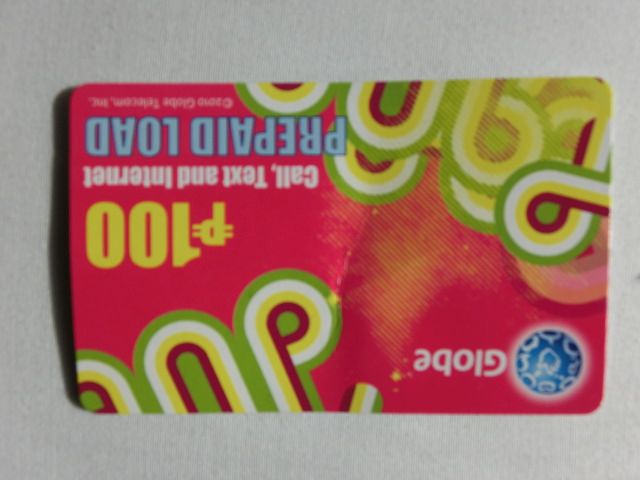 Globe
₱100
Call, Text and Internet
PREPAID LOAD
©2010 Globe Telecom, Inc.